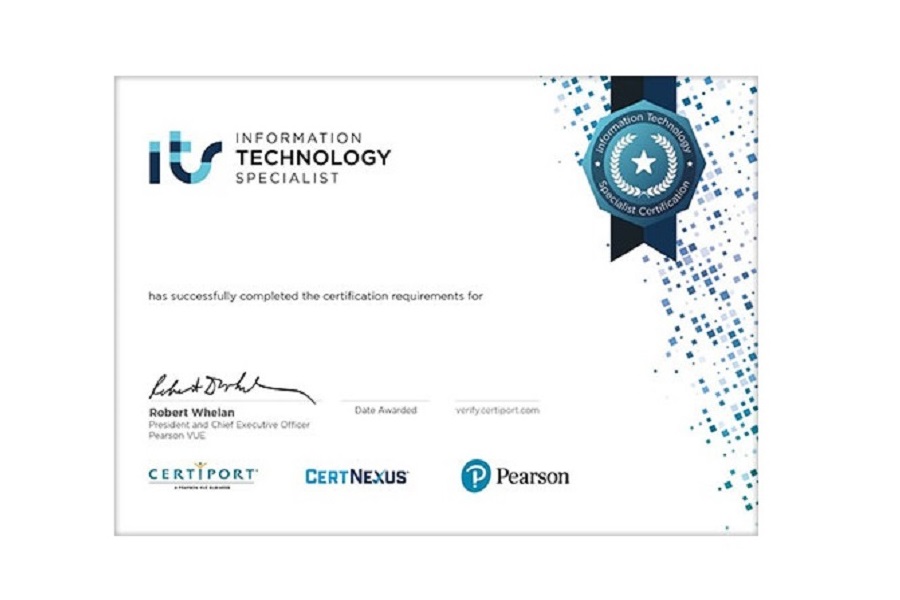 its
INFORMATION
TECHNOLOGY
SPECIALIST
Information Technology
Specialist Certification
has successfully completed the certification requirements for
Robert Whelan
President and Chief Executive Officer
Pearson VUE
Date Awarded
verify.certiport.com
CERTIPORT
A PEARSON VUE BUSINESS
CERTNEXUS
P Pearson